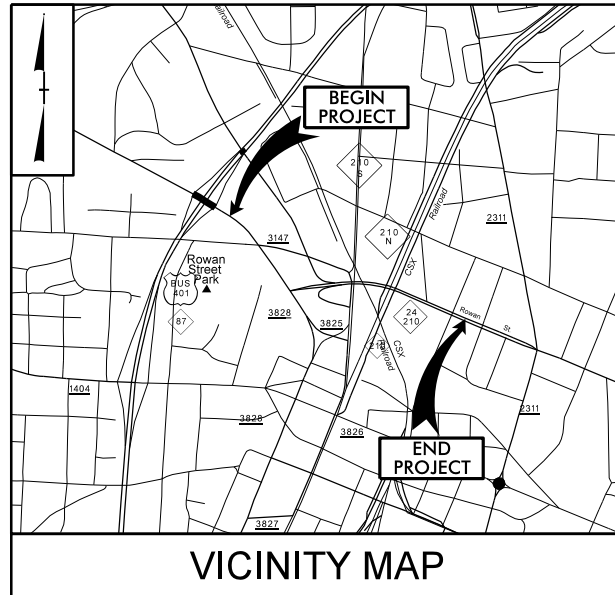 Railroad
BEGIN
PROJECT
210
S
Railroad
2311
210
N
3147
CSX
Rowan
Street
Park
BUS
401
87
3828
3825
24
210
Rowan
St
CSX
Railroad
210
1404
3828
3826
2311
END
PROJECT
3827
VICINITY MAP